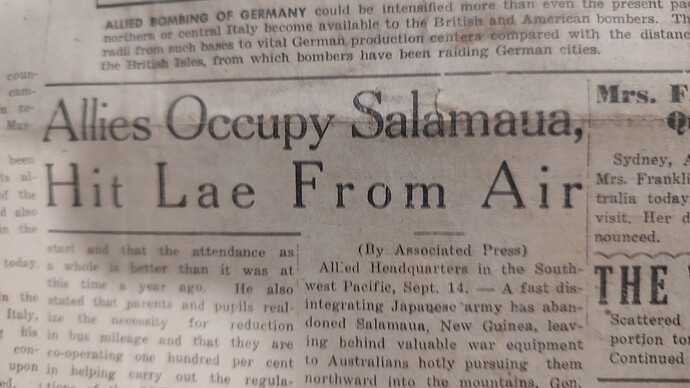 ALLIED BOMBING OF GERMANY could be intensified more than even the present
northern or central Italy become available to the British and American bombers.
radii from such bases to vital German production centers compared with the
the British Isles, from which bombers have been raiding German cities.
Allies Occupy Salamaua,
Hit Lae From Air
coun-
been
of the
d also
in the
today.
in the
Italy,
his
con-
upon
start and that the attendance as
a whole is better than it was at
this time a year ago. He also
stated that parents and pupils real-
ize the necessity for reduction
in bus mileage and that they are
co-operating one hundred per cent
in helping carry out the regula-
(By Associated Press)
Allied Headquarters in the South-
west Pacific, Sept. 14. — A fast dis-
integrating Japanese army has aban-
doned Salamaua, New Guinea, leav-
ing behind valuable war equipment
to Australians hotly pursuing them
northward into the mountains, Gen.
Mrs. F
Sydney, A
Mrs. Frankli
tralia today
visit. Her d
nounced.
THE
Scattered
portion
Continued